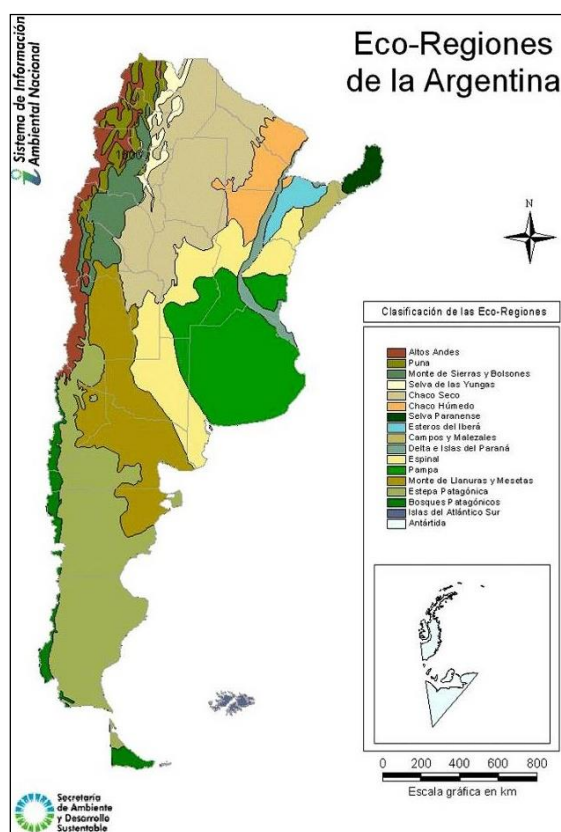 Sistema de Información
Ambiental Nacional
Eco-Regiones
de la Argentina
N
Clasificación de las Eco-Regiones
Altos Andes
Puna
Monte de Sierras y Bolsones
Selva de las Yungas
Chaco Seco
Chaco Húmedo
Selva Paranense
Esteros del Iberá
Campos y Malezales
Delta e Islas del Paraná
Espinal
Pampa
Monte de Llanuras y Mesetas
Estepa Patagónica
Bosques Patagónicos
Islas del Atlántico Sur
Antártida
0 200 400 600 800
Escala gráfica en km
Secretaría
de Ambiente
y Desarrollo
Sustentable